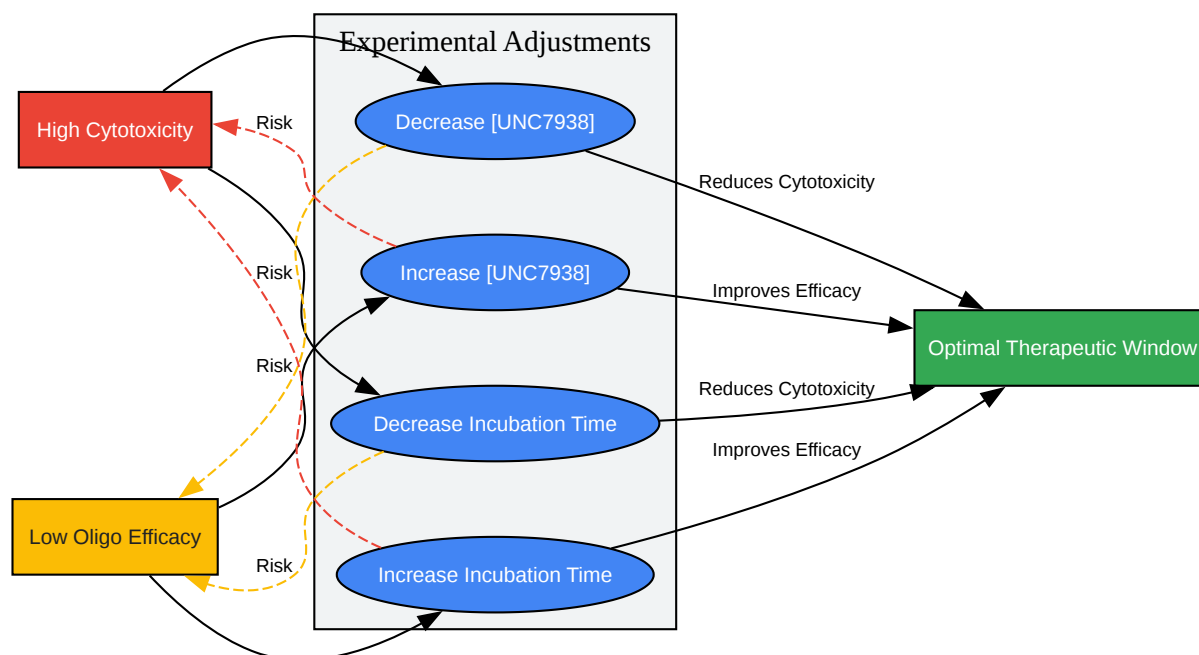 Experimental Adjustments
High Cytotoxicity
Risk
Decrease [UNC7938]
Reduces Cytotoxicity
Risk
Increase [UNC7938]
Improves Efficacy
Optimal Therapeutic Window
Risk
Decrease Incubation Time
Reduces Cytotoxicity
Improves Efficacy
Low Oligo Efficacy
Risk
Increase Incubation Time